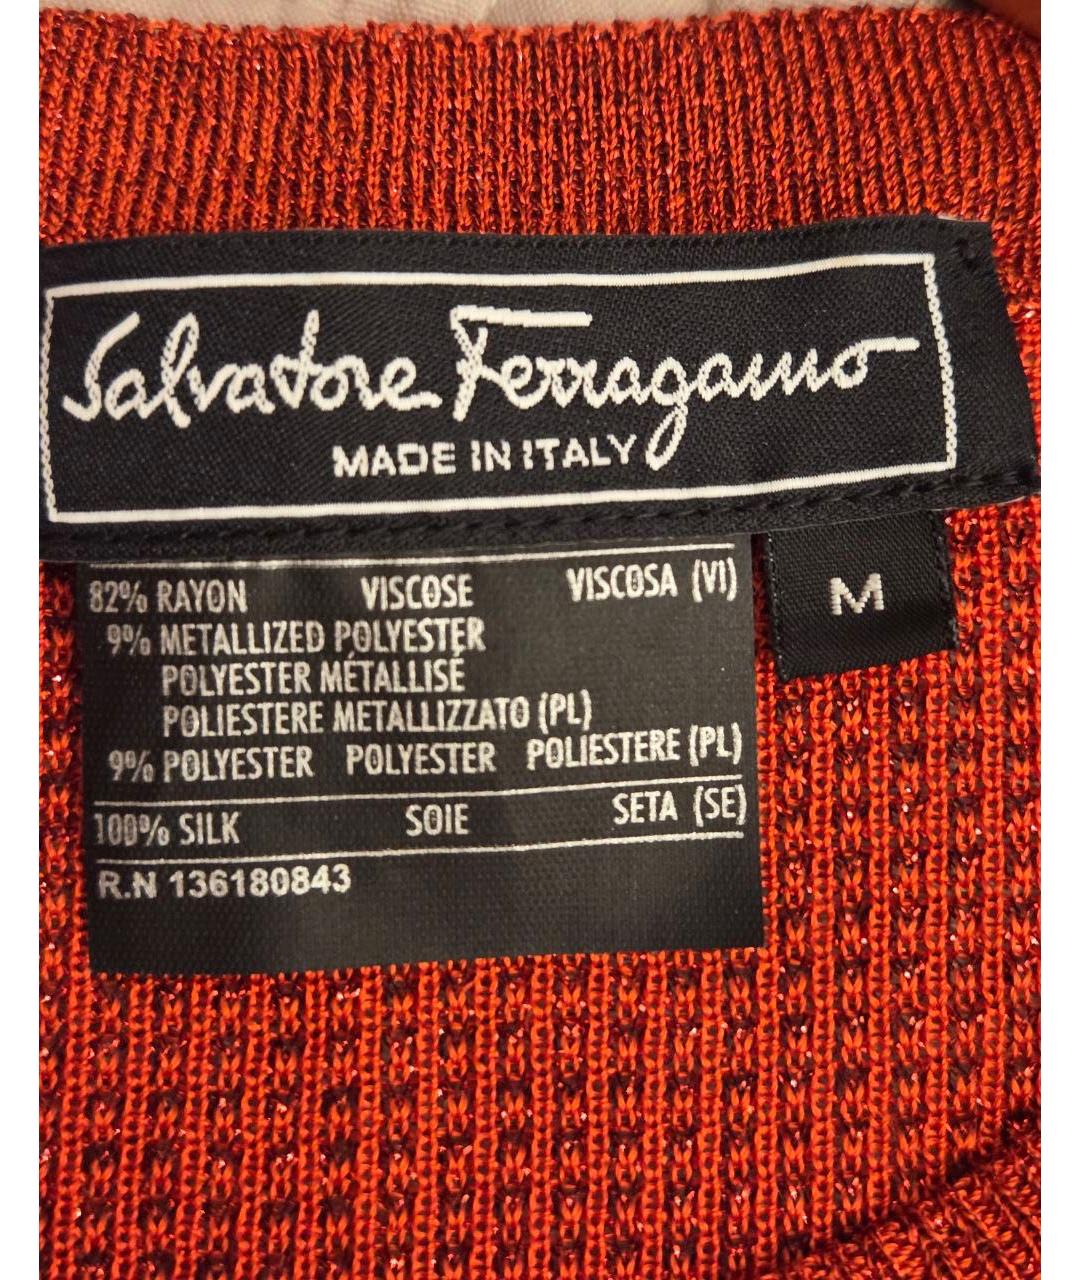 Salvatore Ferragamo
MADE IN ITALY
M
82% RAYON VISCOSE VISCOSA (VI)
9% METALLIZED POLYESTER
POLYESTER MÉTALLISÉ
POLIESTERE METALLIZZATO (PL)
9% POLYESTER POLYESTER POLIESTERE (PL)
100% SILK SOIE SETA (SE)
R.N 136180843